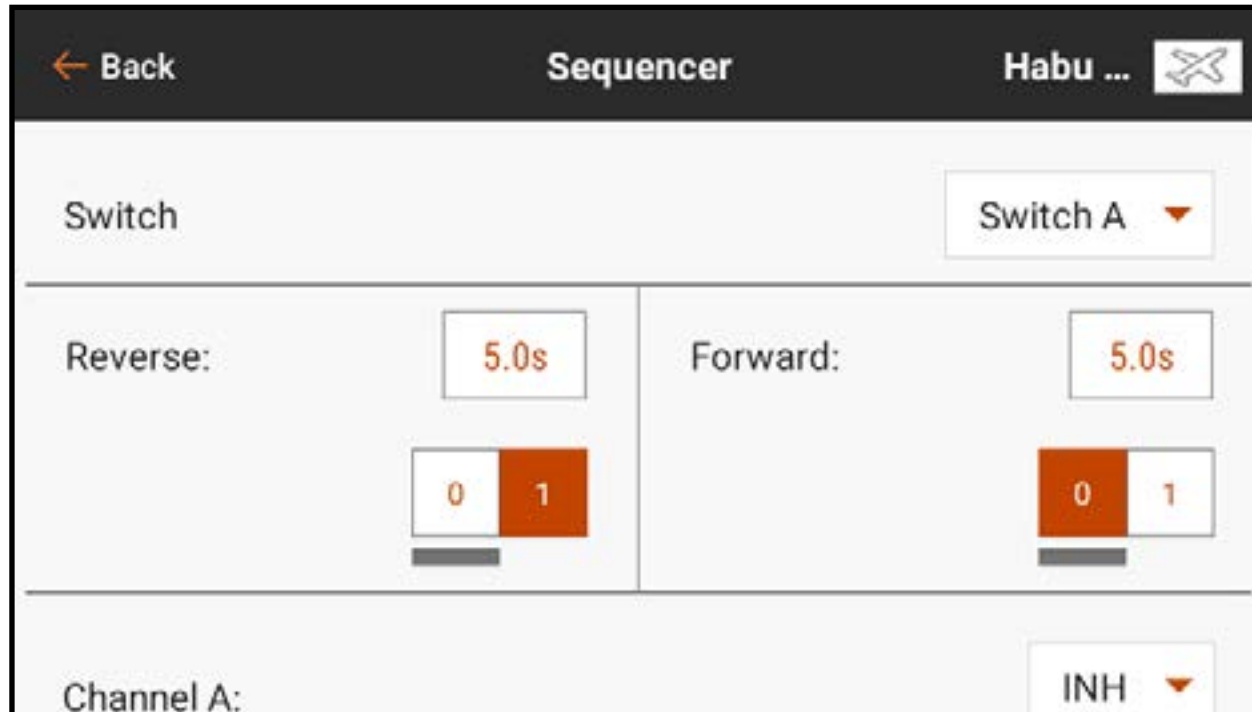 ← Back Sequencer Habu ...
Switch Switch A
Reverse: 5.0s Forward: 5.0s
0 1 0 1
Channel A: INH